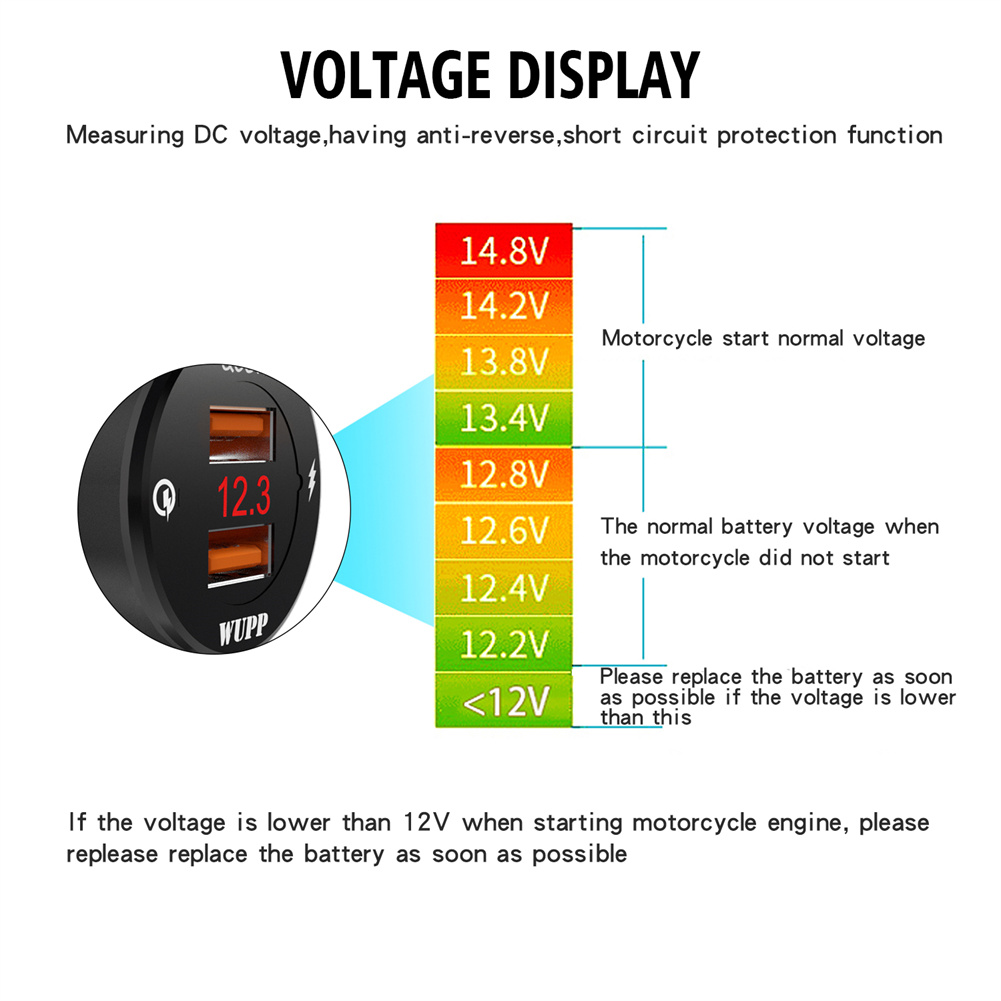 VOLTAGE DISPLAY
Measuring DC voltage,having anti-reverse,short circuit protection function
14.8V
14.2V
13.8V
13.4V
12.8V
12.6V
12.4V
12.2V
<12V
Motorcycle start normal voltage
The normal battery voltage when
the motorcycle did not start
Please replace the battery as soon
as possible if the voltage is lower
than this
12.3
WUPP
If the voltage is lower than 12V when starting motorcycle engine, please
replease replace the battery as soon as possible